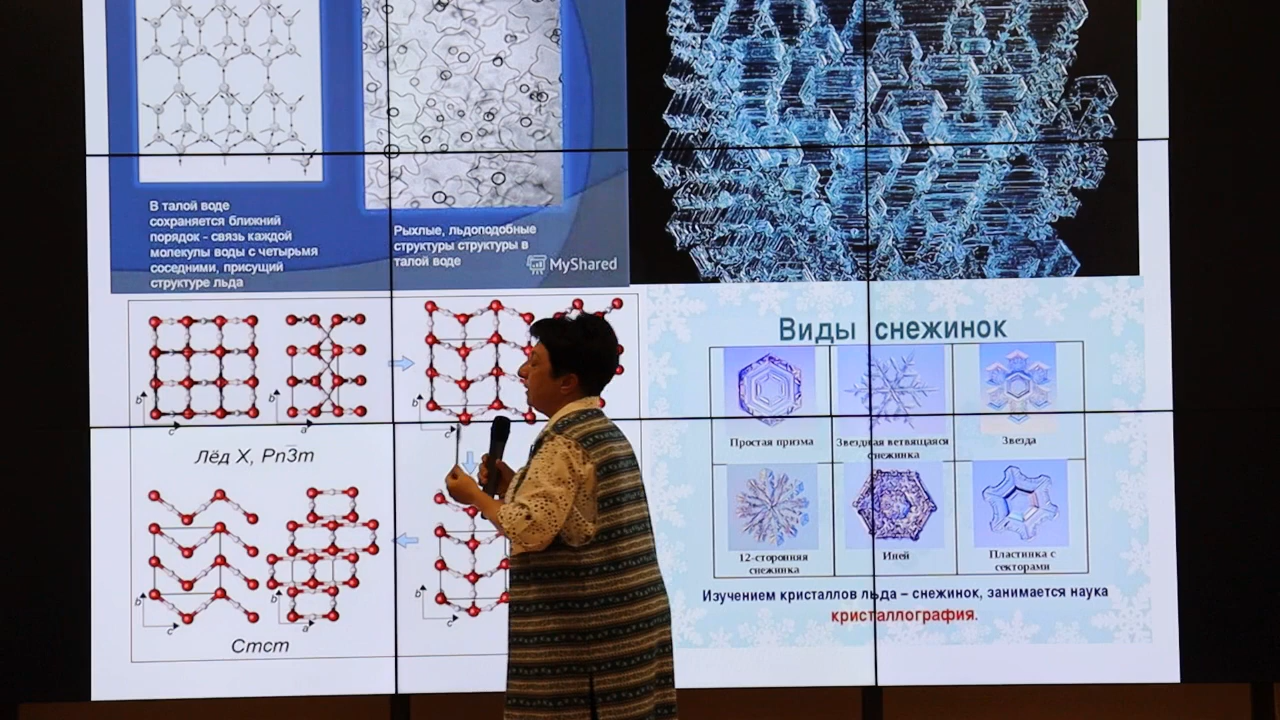 В талой воде
сохраняется ближний
порядок - связь каждой
молекулы воды с четырьмя
соседними, присущий
структуре льда
Рыхлые, льдоподобные
структуры структуры в
талой воде
MyShared
b
c
b
a
b
c
Лёд X, Pn3̅m
b
c
b
a
b
c
Cmcm
Виды снежинок
Простая призма
Звездная ветвящаяся
снежинка
Звезда
12-сторонняя
снежинка
Иней
Пластинка с
секторами
Изучением кристаллов льда – снежинок, занимается наука
кристаллография.